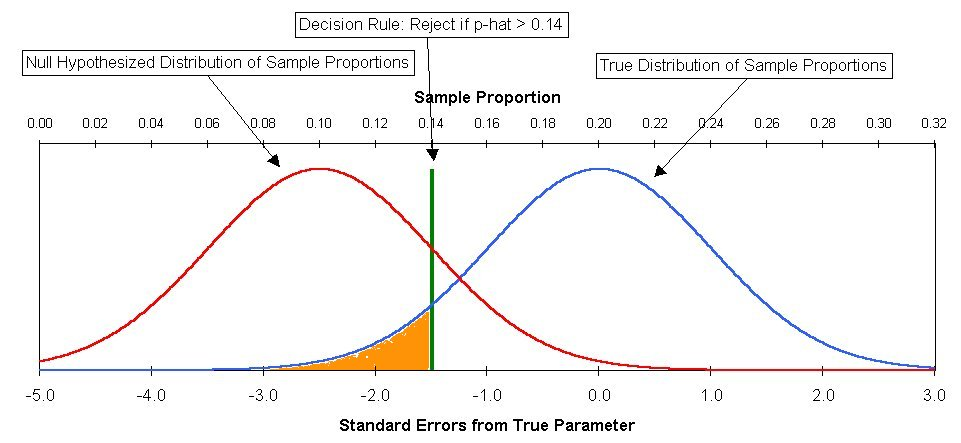 Decision Rule: Reject if p-hat > 0.14
Null Hypothesized Distribution of Sample Proportions
True Distribution of Sample Proportions
Sample Proportion
0.00 0.02 0.04 0.06 0.08 0.10 0.12 0.14 0.16 0.18 0.20 0.22 0.24 0.26 0.28 0.30 0.32
-5.0 -4.0 -3.0 -2.0 -1.0 0.0 1.0 2.0 3.0
Standard Errors from True Parameter